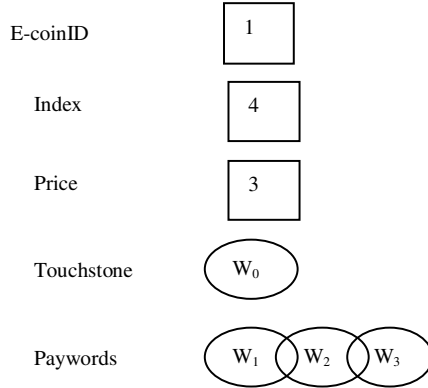 E-coinID 1
Index 4
Price 3
Touchstone W₀
Paywords W₁ W₂ W₃